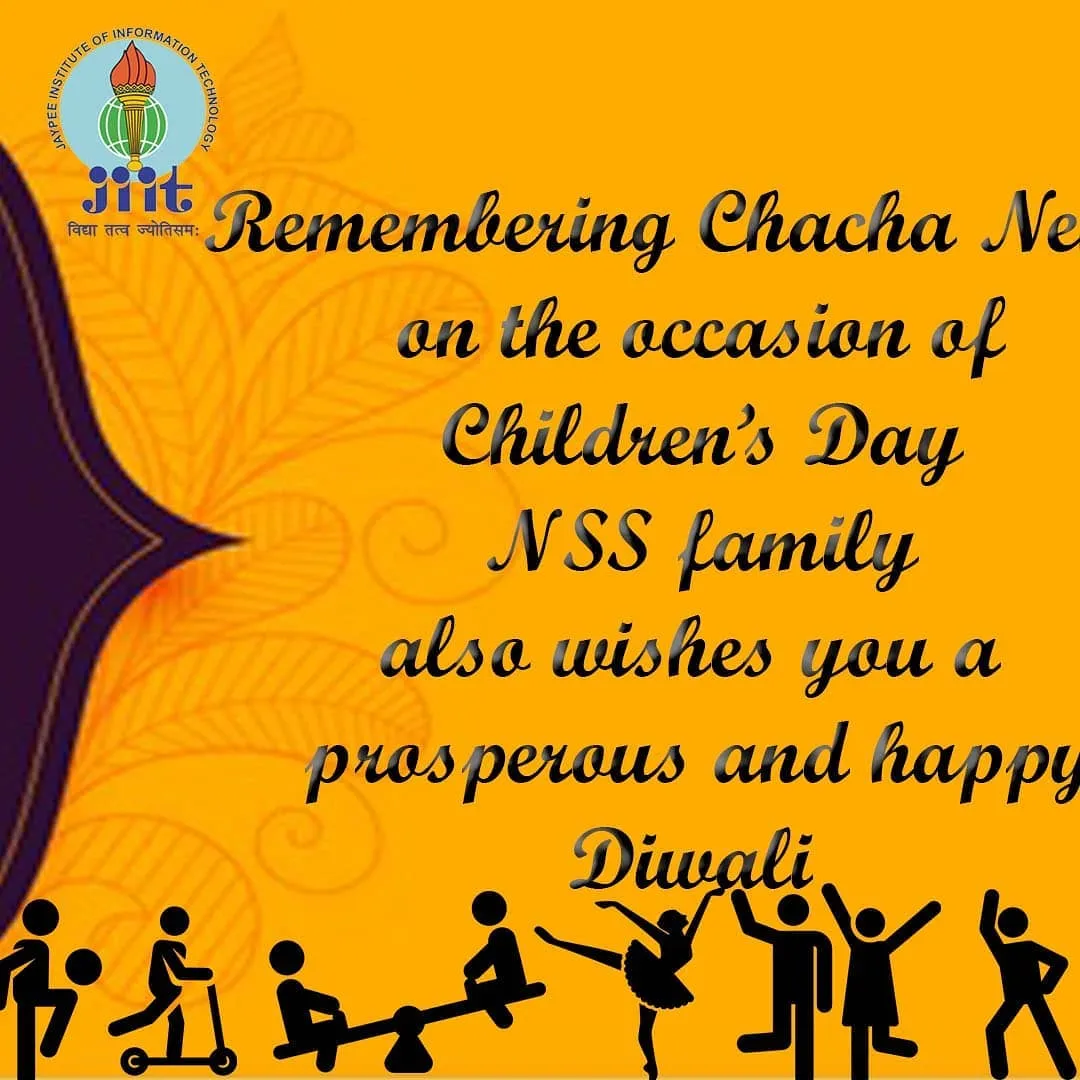 JAYPEE INSTITUTE OF INFORMATION TECHNOLOGY
jiit
विद्या तत्व ज्योतिसम:
Remembering Chacha Ne
on the occasion of
Children's Day
NSS family
also wishes you a
prosperous and happy
Diwali